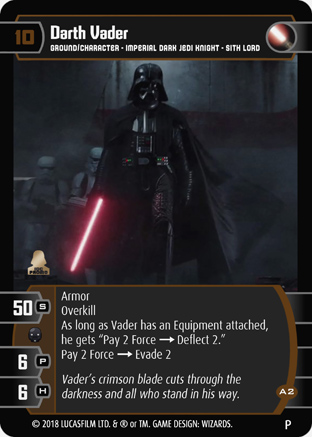 10
Darth Vader
GROUND/CHARACTER - IMPERIAL DARK JEDI KNIGHT - SITH LORD
50 S
Armor
Overkill
As long as Vader has an Equipment attached,
he gets “Pay 2 Force → Deflect 2.”
6 P
Pay 2 Force → Evade 2
6 H
Vader's crimson blade cuts through the
darkness and all who stand in his way.
A2
© 2018 LUCASFILM LTD. & ® or TM. GAME DESIGN: WIZARDS.
P